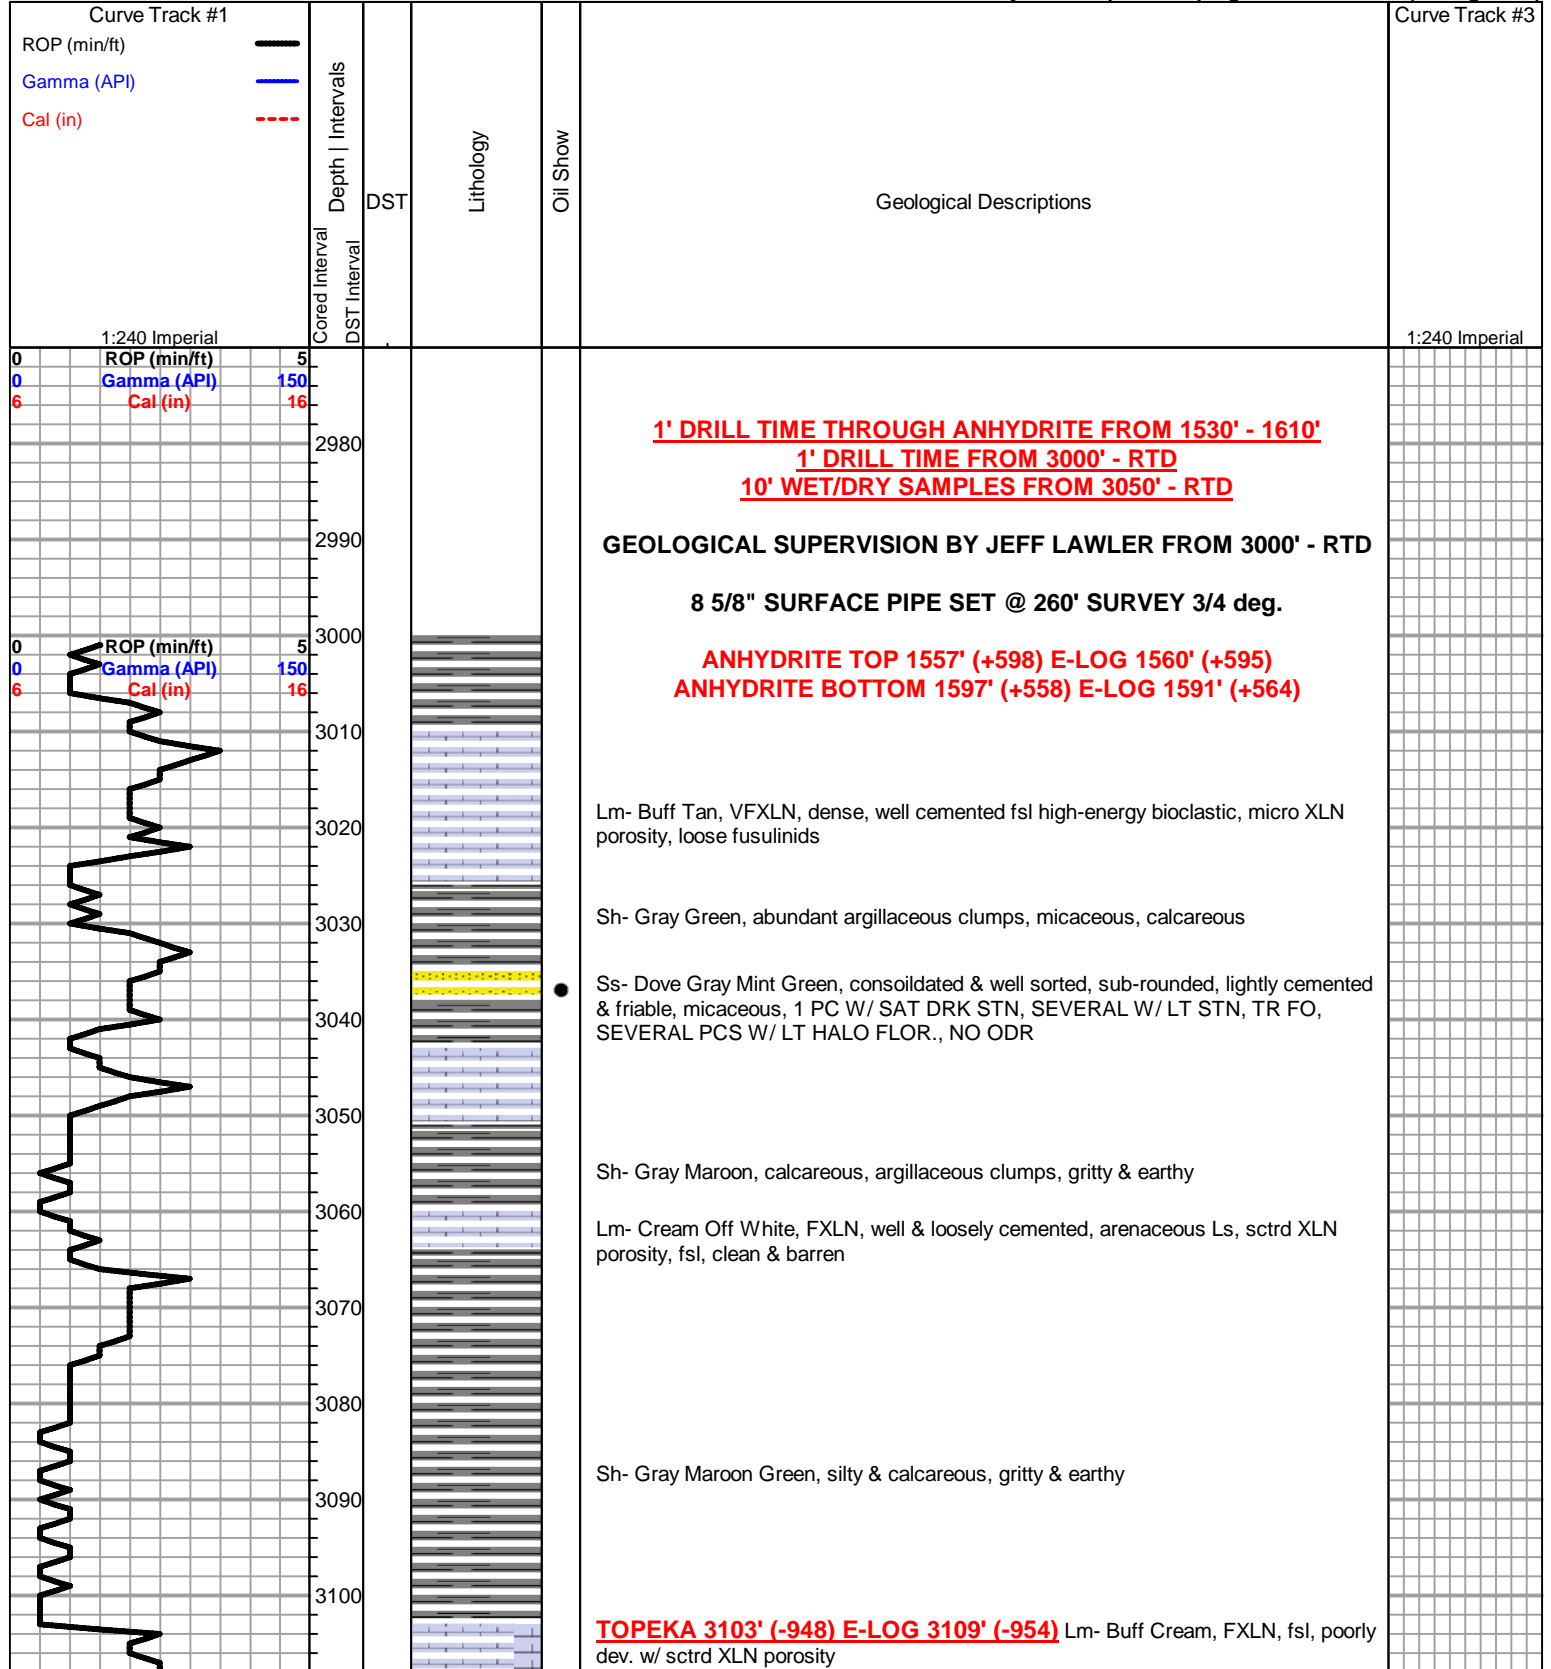 Curve Track #1
ROP (min/ft)
Gamma (API)
Cal (in)
1:240 Imperial
Cored Interval
Depth | Intervals
DST Interval
DST
Lithology
Oil Show
Geological Descriptions
Curve Track #3
1:240 Imperial
0 ROP (min/ft) 5
0 Gamma (API) 150
6 Cal (in) 16
1' DRILL TIME THROUGH ANHYDRITE FROM 1530' - 1610'
2980
1' DRILL TIME FROM 3000' - RTD
10' WET/DRY SAMPLES FROM 3050' - RTD
2990
GEOLOGICAL SUPERVISION BY JEFF LAWLER FROM 3000' - RTD
8 5/8" SURFACE PIPE SET @ 260' SURVEY 3/4 deg.
3000
0 ROP (min/ft) 5
0 Gamma (API) 150
6 Cal (in) 16
ANHYDRITE TOP 1557' (+598) E-LOG 1560' (+595)
ANHYDRITE BOTTOM 1597' (+558) E-LOG 1591' (+564)
3010
Lm- Buff Tan, VFXLN, dense, well cemented fsl high-energy bioclastic, micro XLN
3020
porosity, loose fusulinids
Sh- Gray Green, abundant argillaceous clumps, micaceous, calcareous
3030
Ss- Dove Gray Mint Green, consoildated & well sorted, sub-rounded, lightly cemented
& friable, micaceous, 1 PC W/ SAT DRK STN, SEVERAL W/ LT STN, TR FO,
3040
SEVERAL PCS W/ LT HALO FLOR., NO ODR
3050
Sh- Gray Maroon, calcareous, argillaceous clumps, gritty & earthy
3060
Lm- Cream Off White, FXLN, well & loosely cemented, arenaceous Ls, sctrd XLN
porosity, fsl, clean & barren
3070
3080
Sh- Gray Maroon Green, silty & calcareous, gritty & earthy
3090
3100
TOPEKA 3103' (-948) E-LOG 3109' (-954) Lm- Buff Cream, FXLN, fsl, poorly
dev. w/ sctrd XLN porosity